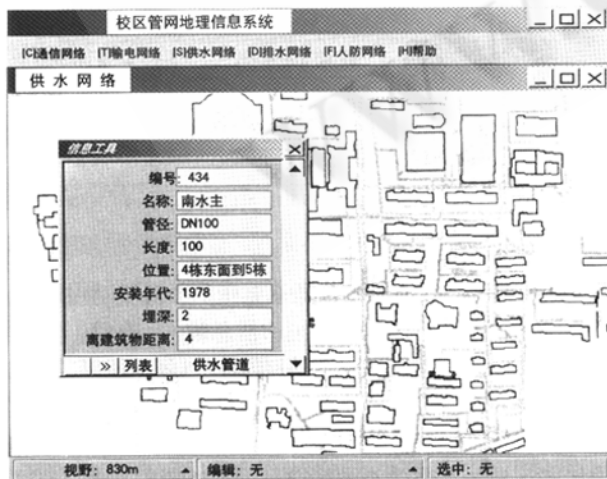 校区管网地理信息系统
[C]通信网络 [T]输电网络 [S]供水网络 [D]排水网络 [F]人防网络 [H]帮助
供水网络
信息工具
编号: 434
名称: 南水主
管径: DN100
长度: 100
位置: 4栋东面到5栋
安装年代: 1978
埋深: 2
离建筑物距离: 4
» 列表 供水管道
视野: 830m 编辑: 无 选中: 无